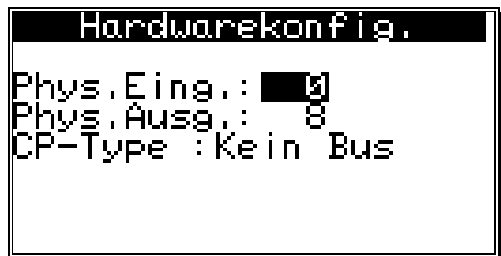 Hardwarekonfig.
Phys.Eing.: 0
Phys.Ausg.: 8
CP-Type :Kein Bus